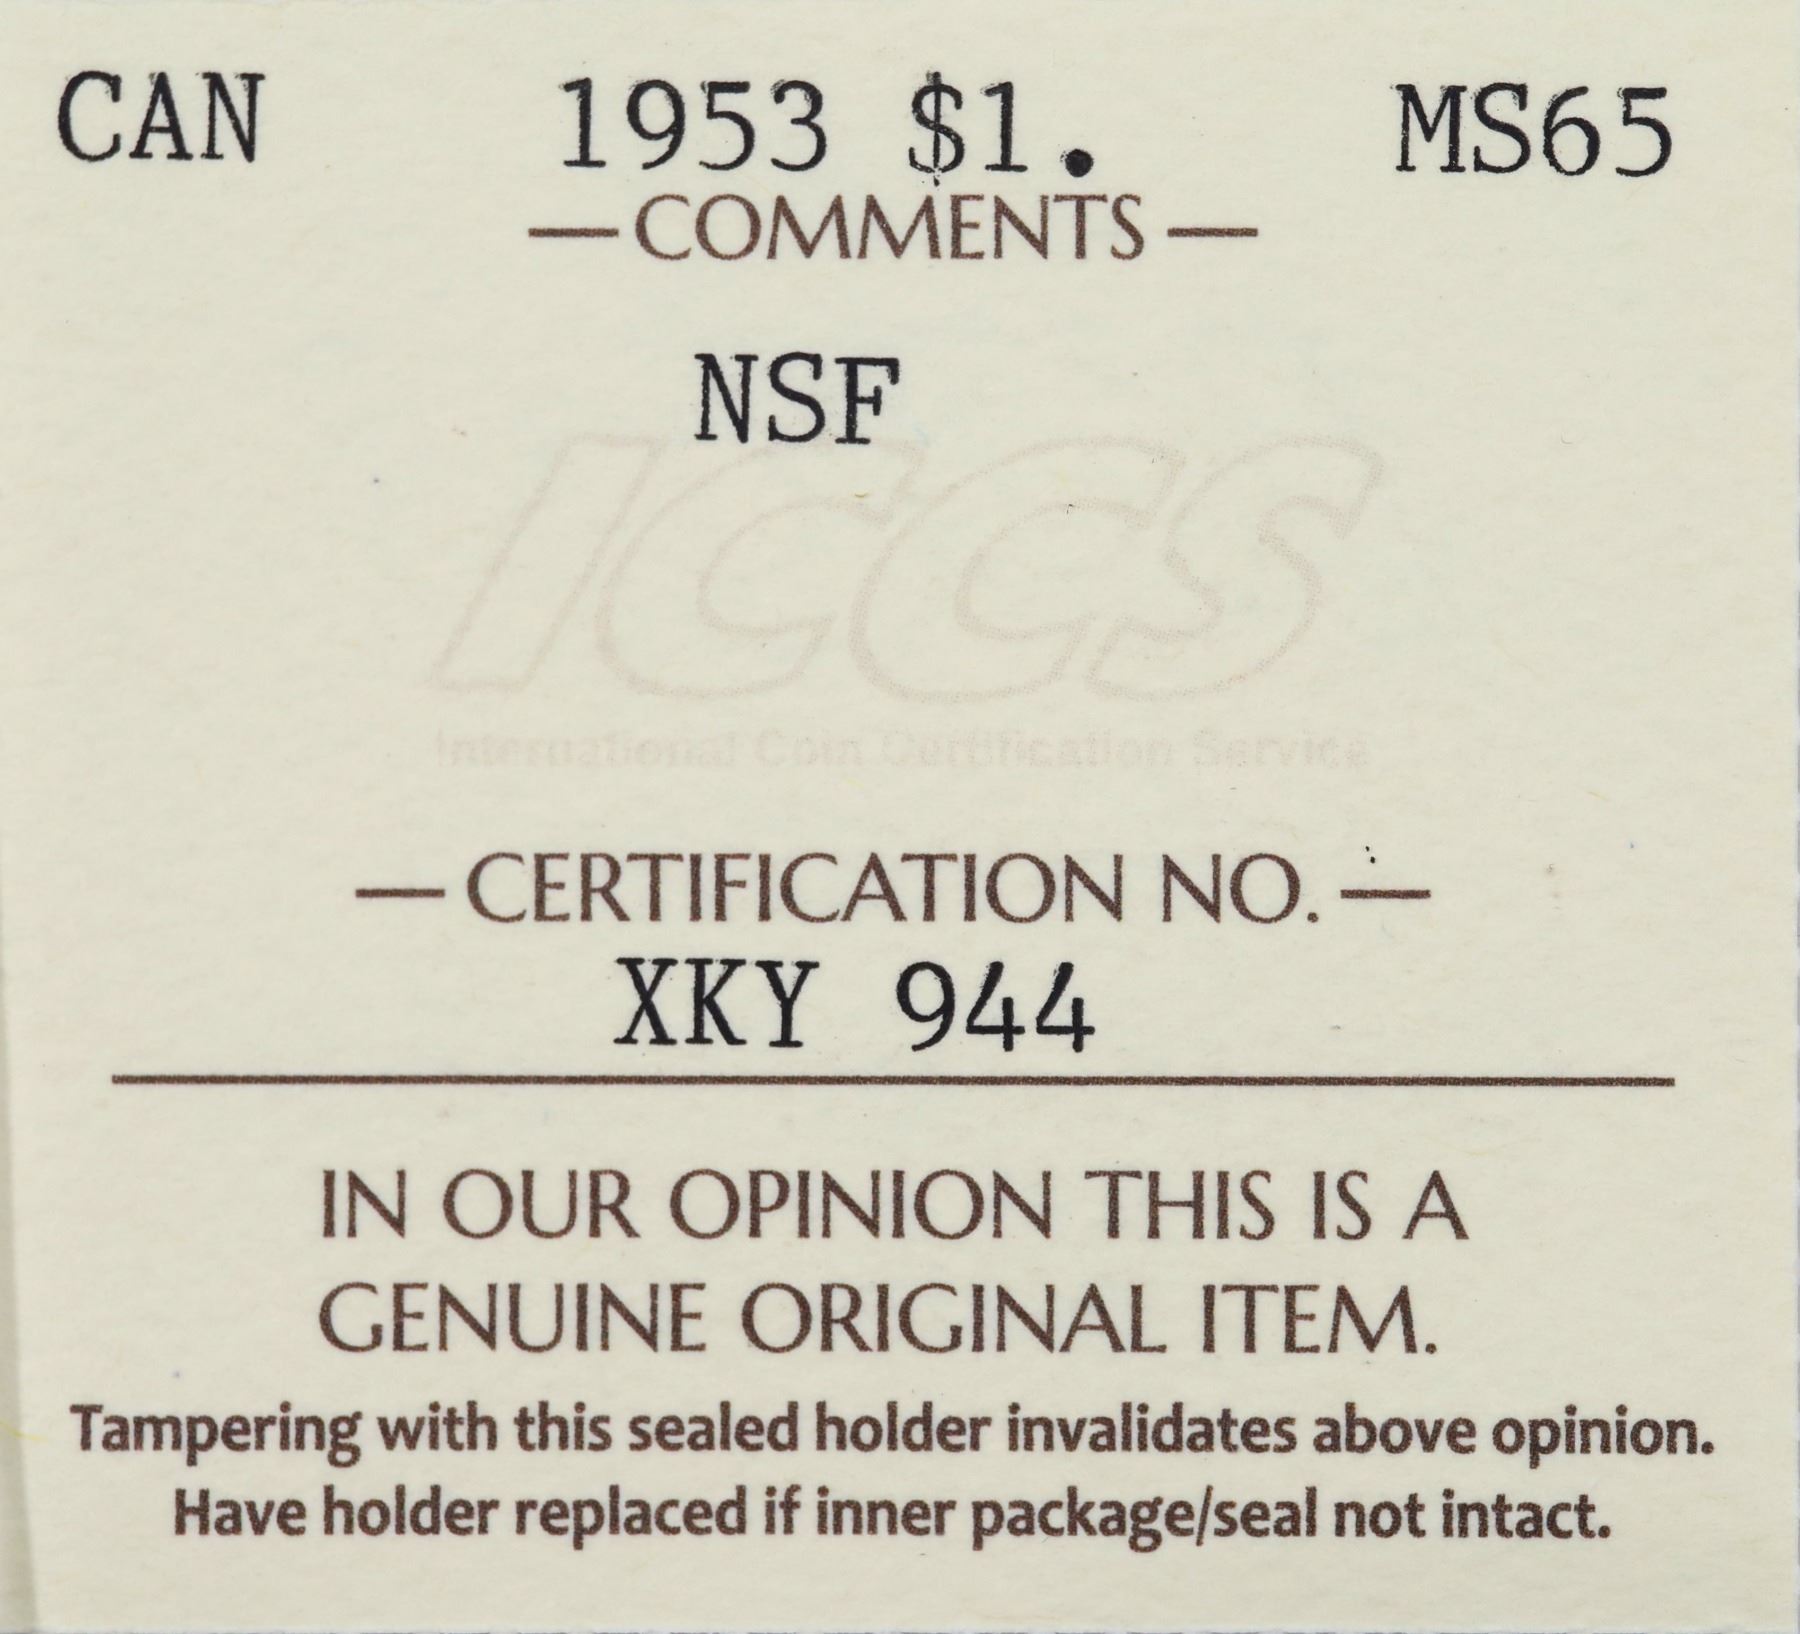 CAN 1953 $1. MS65
—COMMENTS—
NSF
ICCS
International Coin Certification Service
—CERTIFICATION NO.—
XKY 944
IN OUR OPINION THIS IS A
GENUINE ORIGINAL ITEM.
Tampering with this sealed holder invalidates above opinion.
Have holder replaced if inner package/seal not intact.